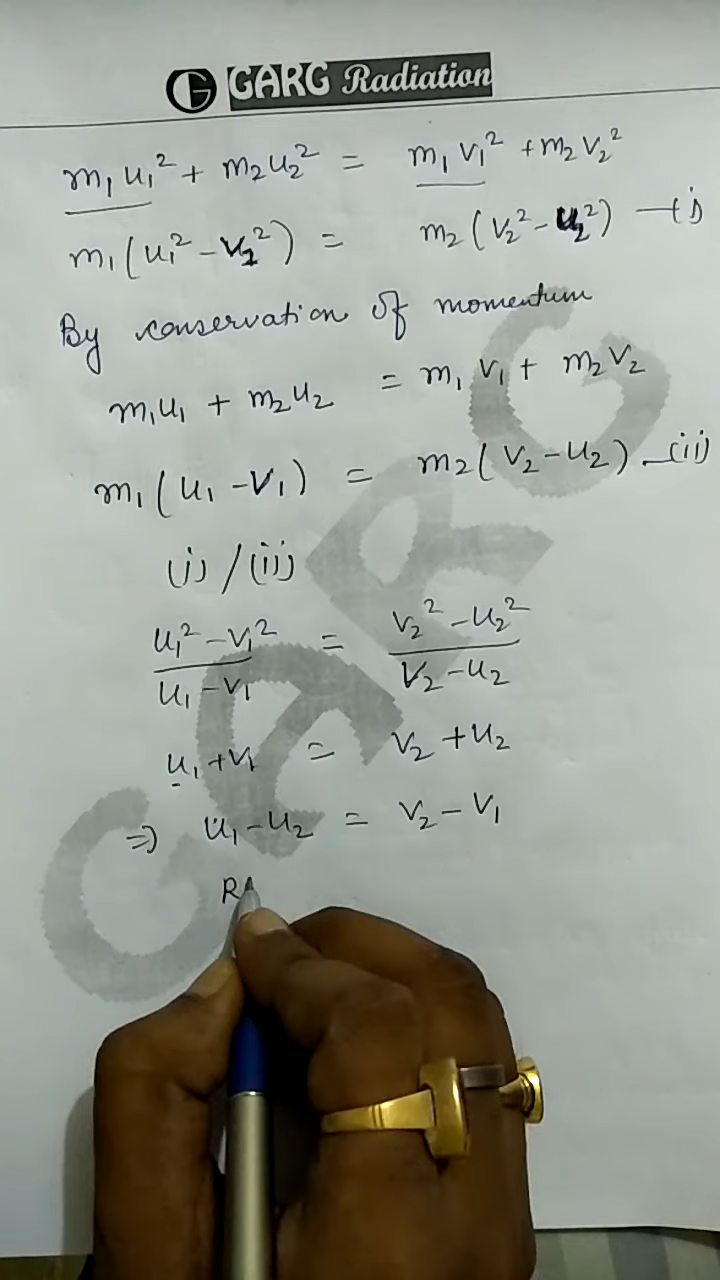 G GARG Radiation
m₁u₁² + m₂u₂² = m₁v₁² + m₂v₂²
m₁(u₁² - v₂²) = m₂(v₂² - u₂²) —(i)
By conservation of momentum
m₁u₁ + m₂u₂ = m₁v₁ + m₂v₂
m₁(u₁ - v₁) = m₂(v₂ - u₂) —(ii)
(i) / (ii)
u₁² - v₁² / u₁ - v₁ = v₂² - u₂² / v₂ - u₂
u₁ + v₁ = v₂ + u₂
⇒ u₁ - u₂ = v₂ - v₁
R
GARG